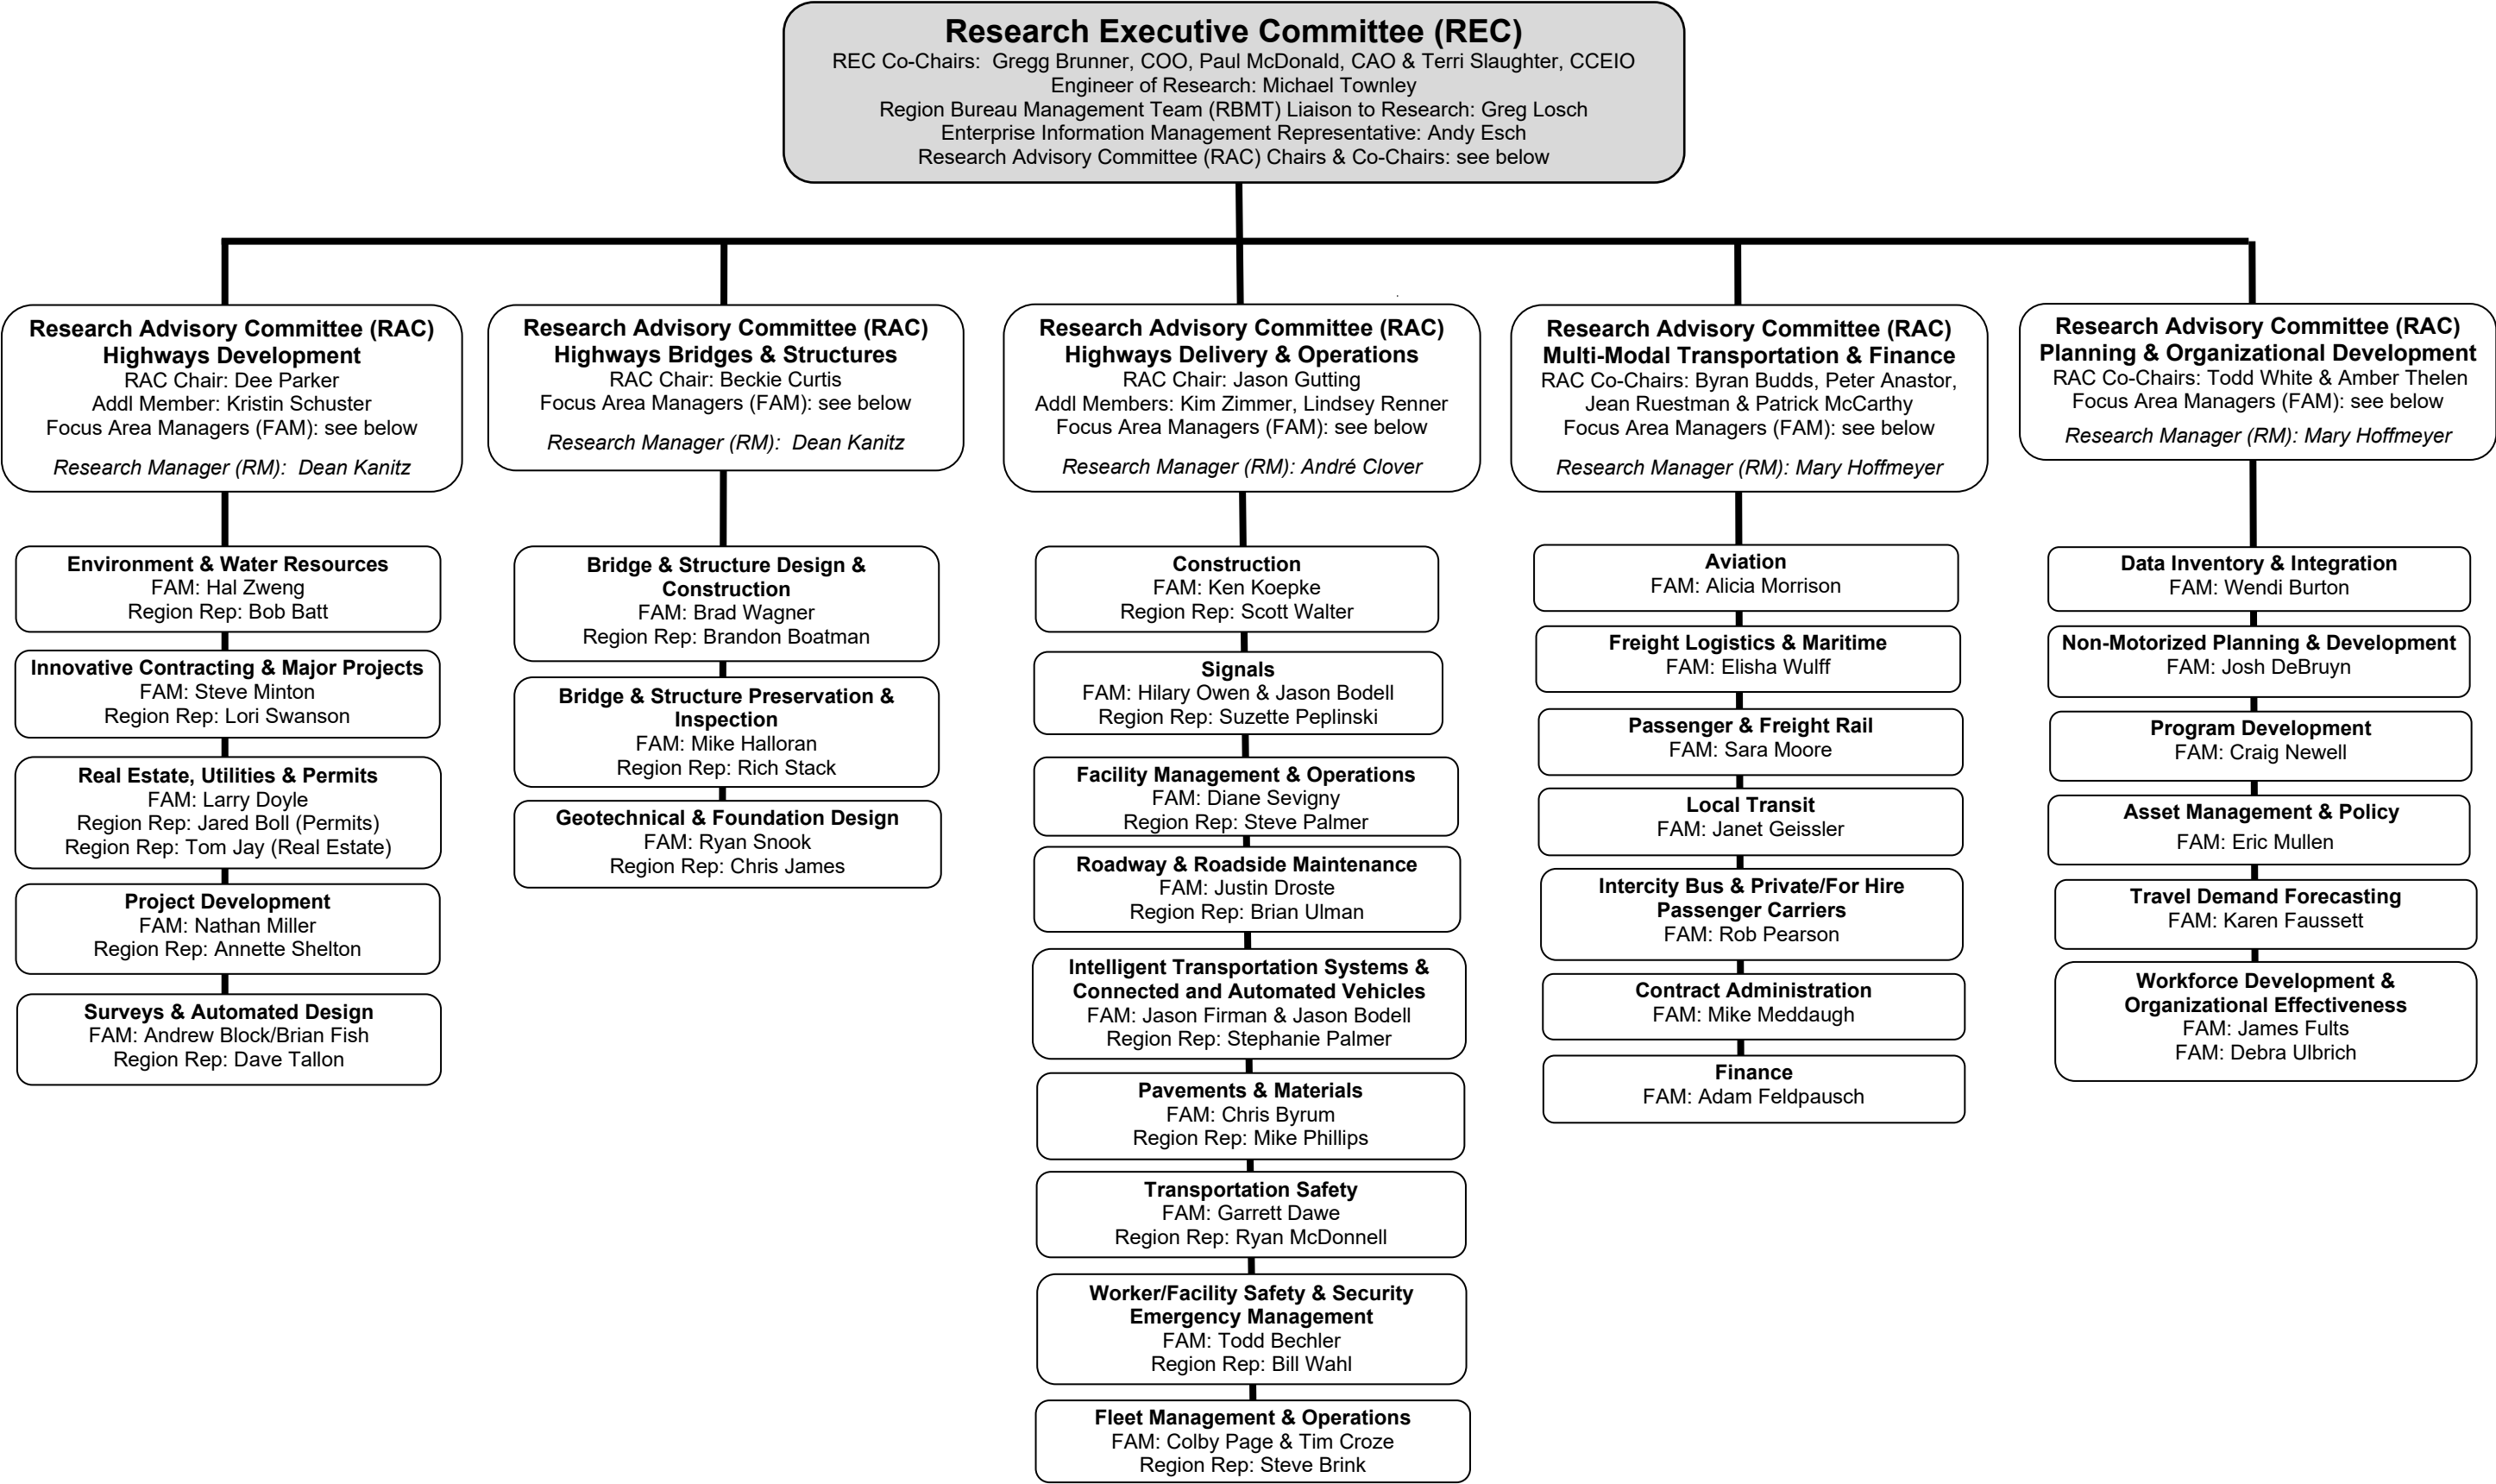 Research Executive Committee (REC)
REC Co-Chairs:  Gregg Brunner, COO, Paul McDonald, CAO & Terri Slaughter, CCEIO
Engineer of Research: Michael Townley
Region Bureau Management Team (RBMT) Liaison to Research: Greg Losch
Enterprise Information Management Representative: Andy Esch
Research Advisory Committee (RAC) Chairs & Co-Chairs: see below
Research Advisory Committee (RAC)
Highways Development
RAC Chair: Dee Parker
Addl Member: Kristin Schuster
Focus Area Managers (FAM): see below
Research Manager (RM):  Dean Kanitz
Environment & Water Resources
FAM: Hal Zweng
Region Rep: Bob Batt
Innovative Contracting & Major Projects
FAM: Steve Minton
Region Rep: Lori Swanson
Real Estate, Utilities & Permits
FAM: Larry Doyle
Region Rep: Jared Boll (Permits)
Region Rep: Tom Jay (Real Estate)
Project Development
FAM: Nathan Miller
Region Rep: Annette Shelton
Surveys & Automated Design
FAM: Andrew Block/Brian Fish
Region Rep: Dave Tallon
Research Advisory Committee (RAC)
Highways Bridges & Structures
RAC Chair: Beckie Curtis
Focus Area Managers (FAM): see below
Research Manager (RM):  Dean Kanitz
Bridge & Structure Design &
Construction
FAM: Brad Wagner
Region Rep: Brandon Boatman
Bridge & Structure Preservation &
Inspection
FAM: Mike Halloran
Region Rep: Rich Stack
Geotechnical & Foundation Design
FAM: Ryan Snook
Region Rep: Chris James
Research Advisory Committee (RAC)
Highways Delivery & Operations
RAC Chair: Jason Gutting
Addl Members: Kim Zimmer, Lindsey Renner
Focus Area Managers (FAM): see below
Research Manager (RM): André Clover
Construction
FAM: Ken Koepke
Region Rep: Scott Walter
Signals
FAM: Hilary Owen & Jason Bodell
Region Rep: Suzette Peplinski
Facility Management & Operations
FAM: Diane Sevigny
Region Rep: Steve Palmer
Roadway & Roadside Maintenance
FAM: Justin Droste
Region Rep: Brian Ulman
Intelligent Transportation Systems &
Connected and Automated Vehicles
FAM: Jason Firman & Jason Bodell
Region Rep: Stephanie Palmer
Pavements & Materials
FAM: Chris Byrum
Region Rep: Mike Phillips
Transportation Safety
FAM: Garrett Dawe
Region Rep: Ryan McDonnell
Worker/Facility Safety & Security
Emergency Management
FAM: Todd Bechler
Region Rep: Bill Wahl
Fleet Management & Operations
FAM: Colby Page & Tim Croze
Region Rep: Steve Brink
Research Advisory Committee (RAC)
Multi-Modal Transportation & Finance
RAC Co-Chairs: Byran Budds, Peter Anastor,
Jean Ruestman & Patrick McCarthy
Focus Area Managers (FAM): see below
Research Manager (RM): Mary Hoffmeyer
Aviation
FAM: Alicia Morrison
Freight Logistics & Maritime
FAM: Elisha Wulff
Passenger & Freight Rail
FAM: Sara Moore
Local Transit
FAM: Janet Geissler
Intercity Bus & Private/For Hire
Passenger Carriers
FAM: Rob Pearson
Contract Administration
FAM: Mike Meddaugh
Finance
FAM: Adam Feldpausch
Research Advisory Committee (RAC)
Planning & Organizational Development
RAC Co-Chairs: Todd White & Amber Thelen
Focus Area Managers (FAM): see below
Research Manager (RM): Mary Hoffmeyer
Data Inventory & Integration
FAM: Wendi Burton
Non-Motorized Planning & Development
FAM: Josh DeBruyn
Program Development
FAM: Craig Newell
Asset Management & Policy
FAM: Eric Mullen
Travel Demand Forecasting
FAM: Karen Faussett
Workforce Development &
Organizational Effectiveness
FAM: James Fults
FAM: Debra Ulbrich